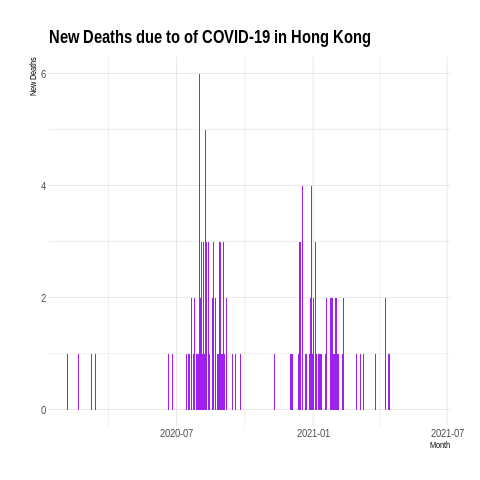 New Deaths due to of COVID-19 in Hong Kong
New Deaths
6
4
2
0
2020-07
2021-01
2021-07
Month